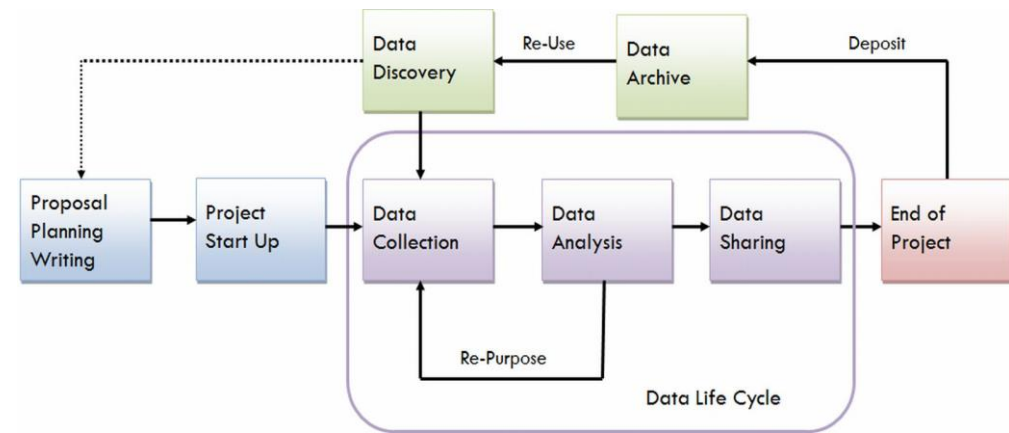 Data
Discovery
Re-Use
Data
Archive
Deposit
Proposal
Planning
Writing
Project
Start Up
Data
Collection
Data
Analysis
Data
Sharing
End of
Project
Re-Purpose
Data Life Cycle